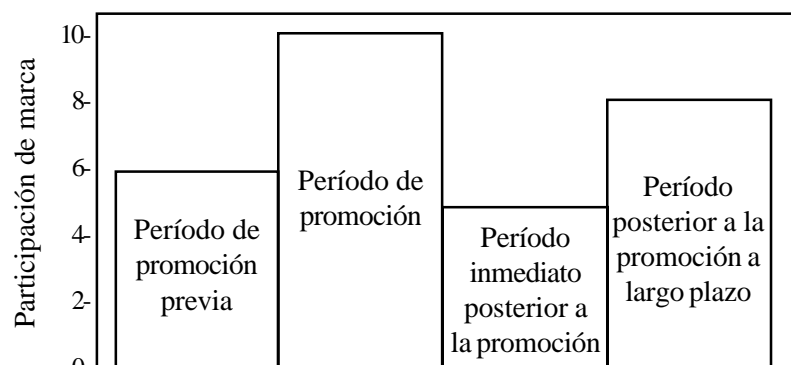 Participación de marca
10-
8-
6-
4-
2-
0
Período de
promoción
previa
Período de
promoción
Período
inmediato
posterior a
la promoción
Período
posterior a la
promoción a
largo plazo